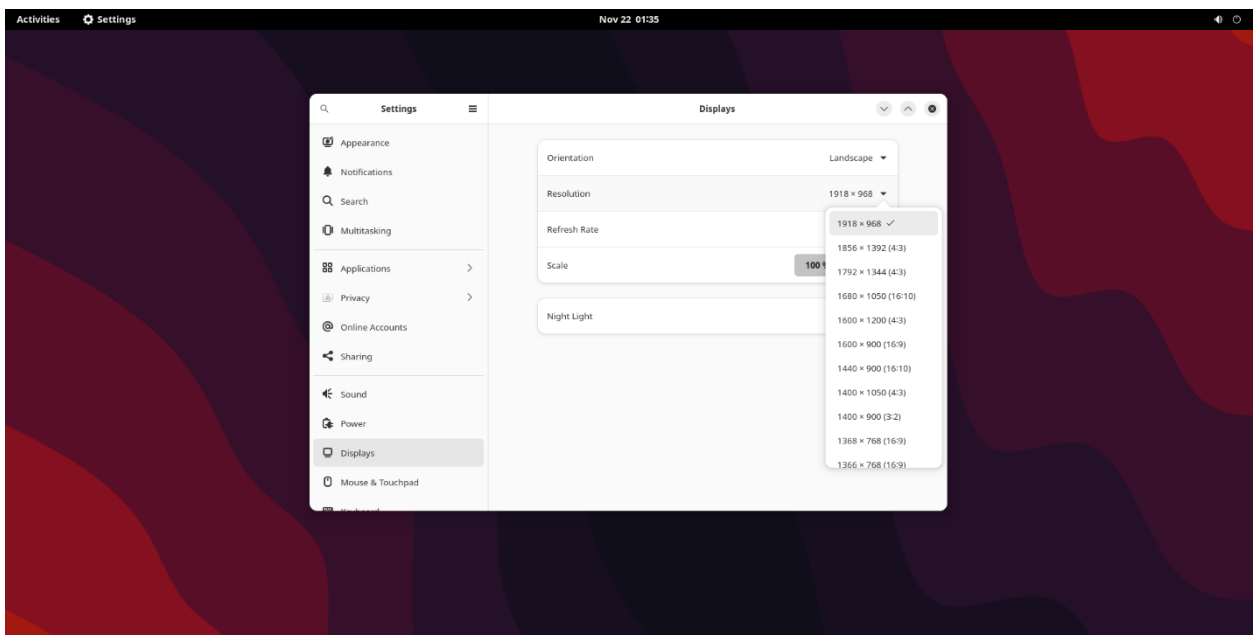 Activities Settings Nov 22 01:35
Settings Displays
Appearance
Notifications
Search
Multitasking
Applications
Privacy
Online Accounts
Sharing
Sound
Power
Displays
Mouse & Touchpad
Orientation Landscape
Resolution 1918 × 968
Refresh Rate
Scale 100 %
Night Light
1918 × 968
1856 × 1392 (4:3)
1792 × 1344 (4:3)
1680 × 1050 (16:10)
1600 × 1200 (4:3)
1600 × 900 (16:9)
1440 × 900 (16:10)
1400 × 1050 (4:3)
1400 × 900 (3:2)
1368 × 768 (16:9)
1366 × 768 (16:9)